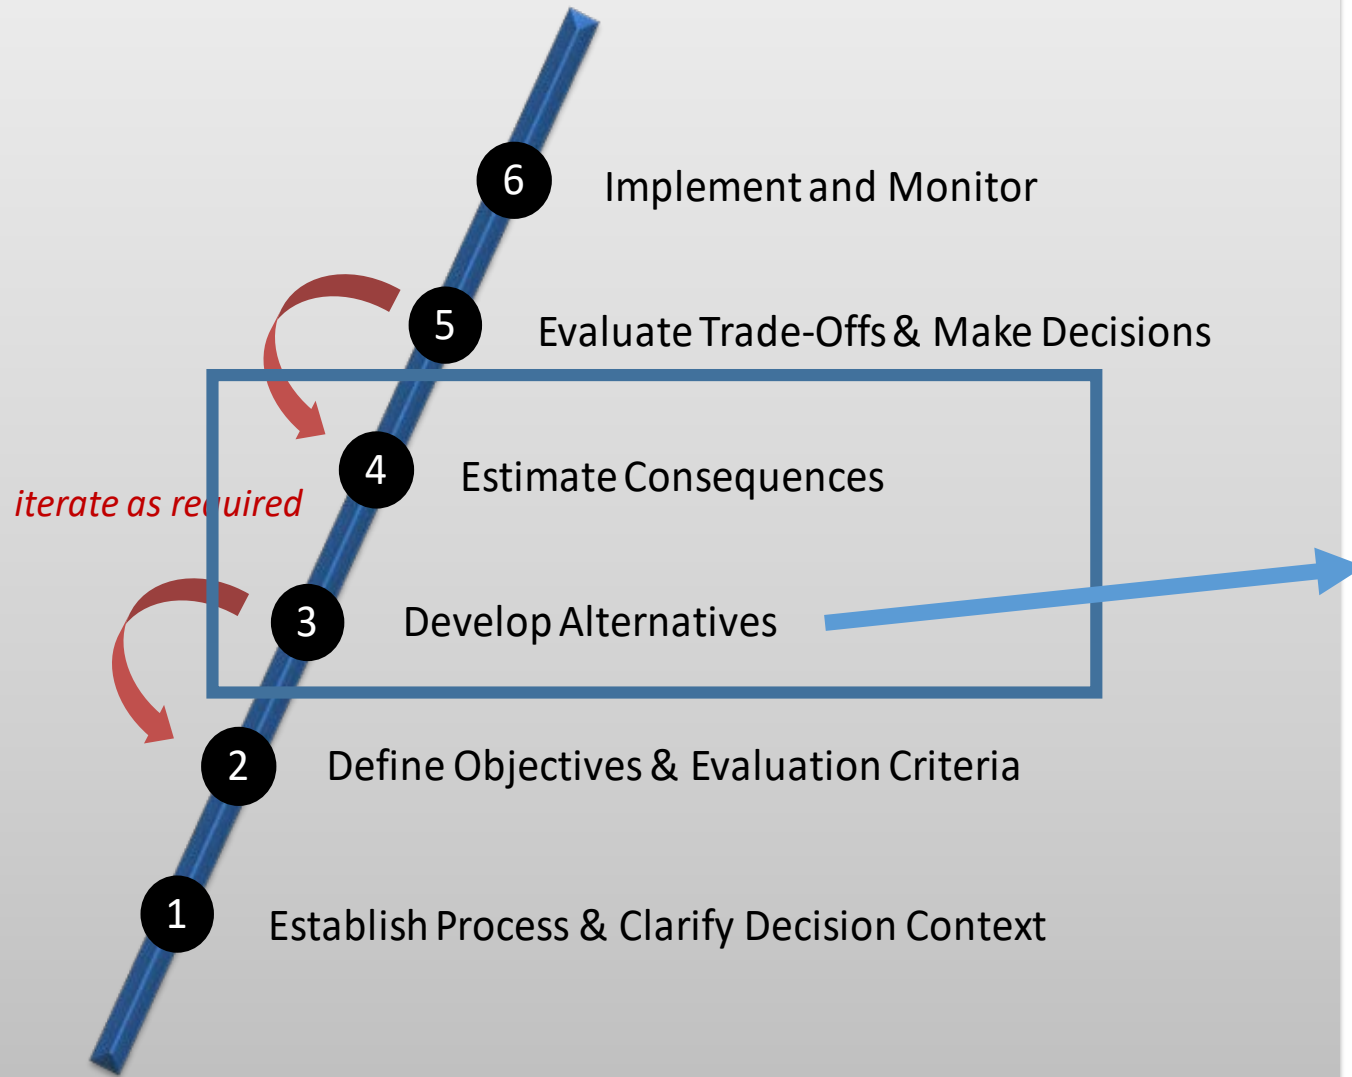 6 Implement and Monitor
5 Evaluate Trade-Offs & Make Decisions
4 Estimate Consequences
iterate as required
3 Develop Alternatives
2 Define Objectives & Evaluation Criteria
1 Establish Process & Clarify Decision Context